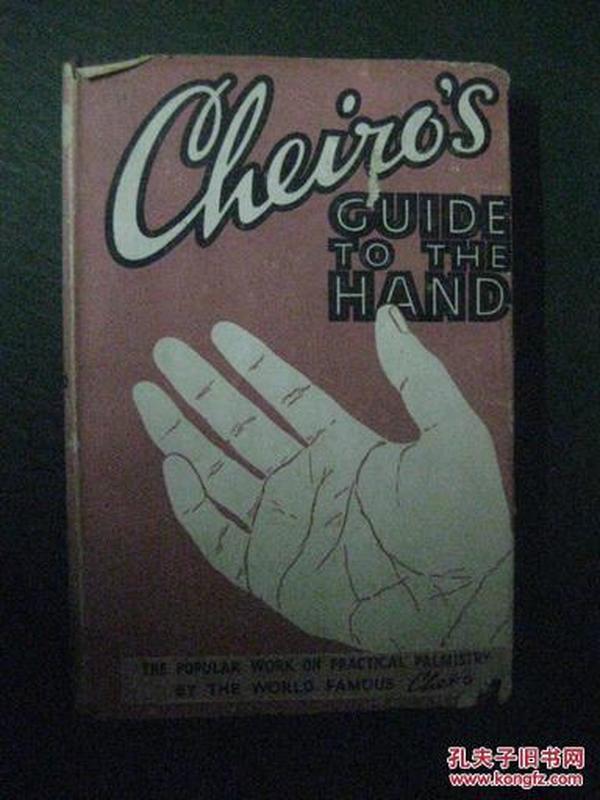 Cheiro's
GUIDE
TO THE
HAND
THE POPULAR WORK ON PRACTICAL PALMISTRY
BY THE WORLD FAMOUS Cheiro
孔夫子旧书网
www.kongfz.com